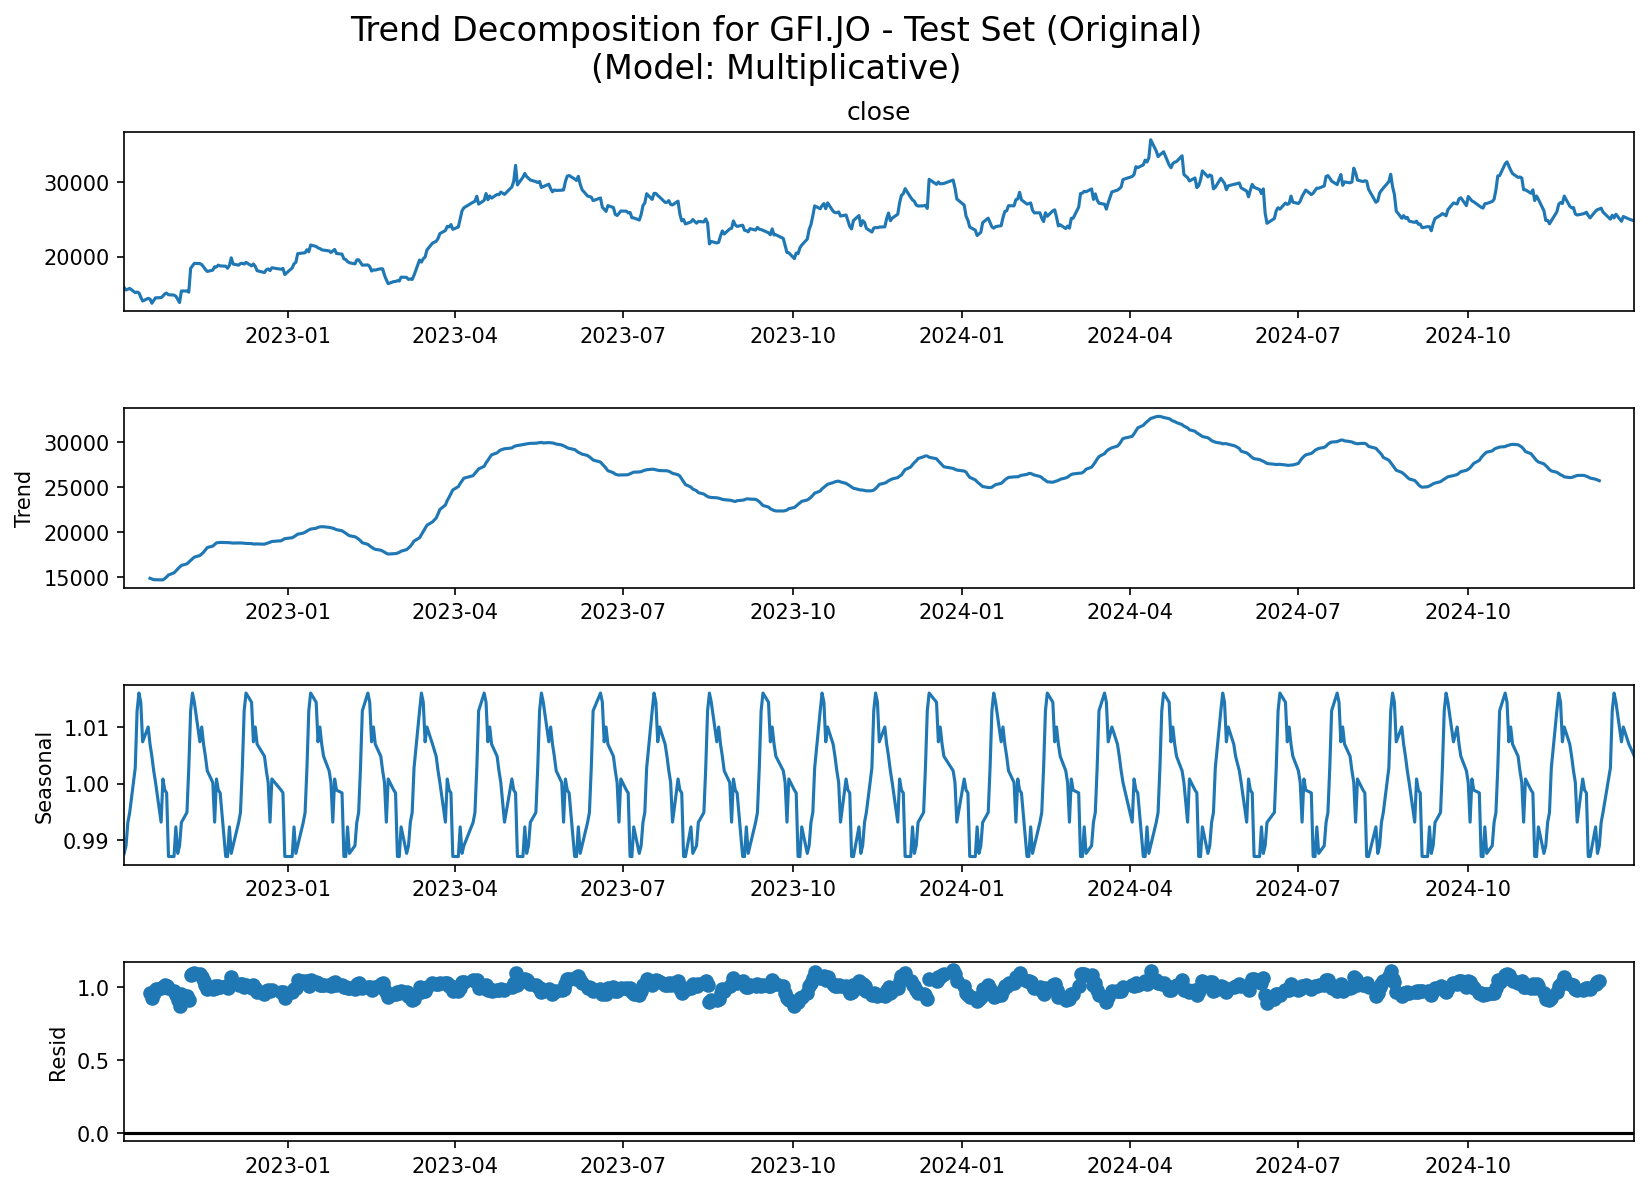 Trend Decomposition for GFI.JO - Test Set (Original)
(Model: Multiplicative)
close
30000
20000
2023-01 2023-04 2023-07 2023-10 2024-01 2024-04 2024-07 2024-10
Trend
30000
25000
20000
15000
2023-01 2023-04 2023-07 2023-10 2024-01 2024-04 2024-07 2024-10
Seasonal
1.01
1.00
0.99
2023-01 2023-04 2023-07 2023-10 2024-01 2024-04 2024-07 2024-10
Resid
1.0
0.5
0.0
2023-01 2023-04 2023-07 2023-10 2024-01 2024-04 2024-07 2024-10